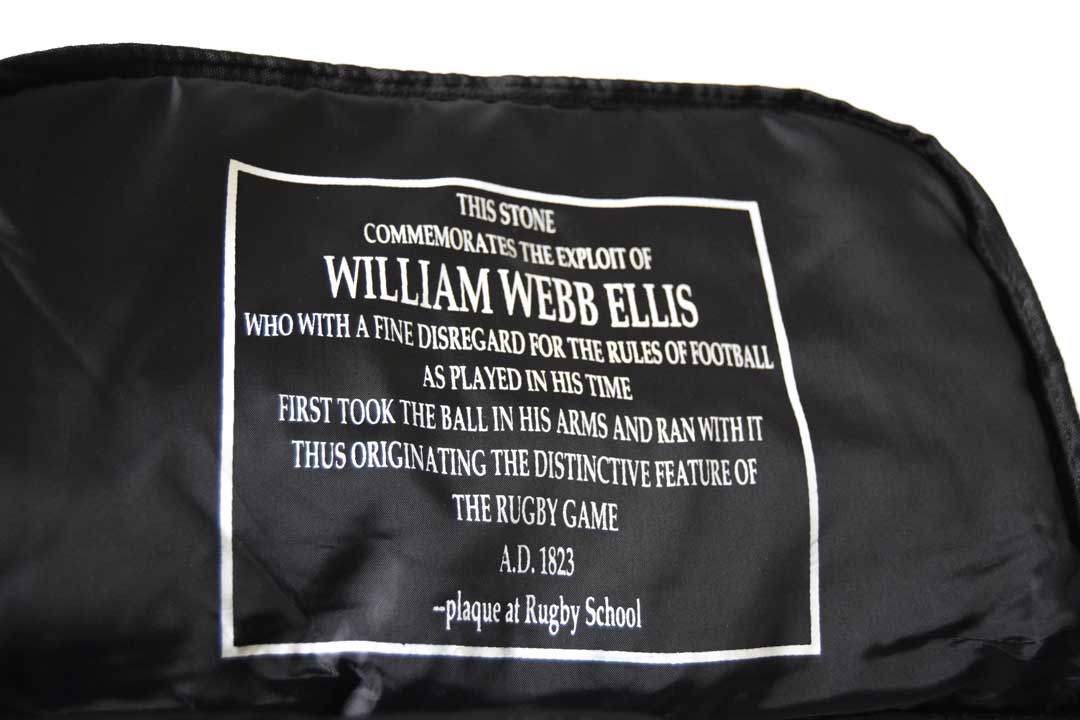 THIS STONE
COMMEMORATES THE EXPLOIT OF
WILLIAM WEBB ELLIS
WHO WITH A FINE DISREGARD FOR THE RULES OF FOOTBALL
AS PLAYED IN HIS TIME
FIRST TOOK THE BALL IN HIS ARMS AND RAN WITH IT
THUS ORIGINATING THE DISTINCTIVE FEATURE OF
THE RUGBY GAME
A.D. 1823
--plaque at Rugby School